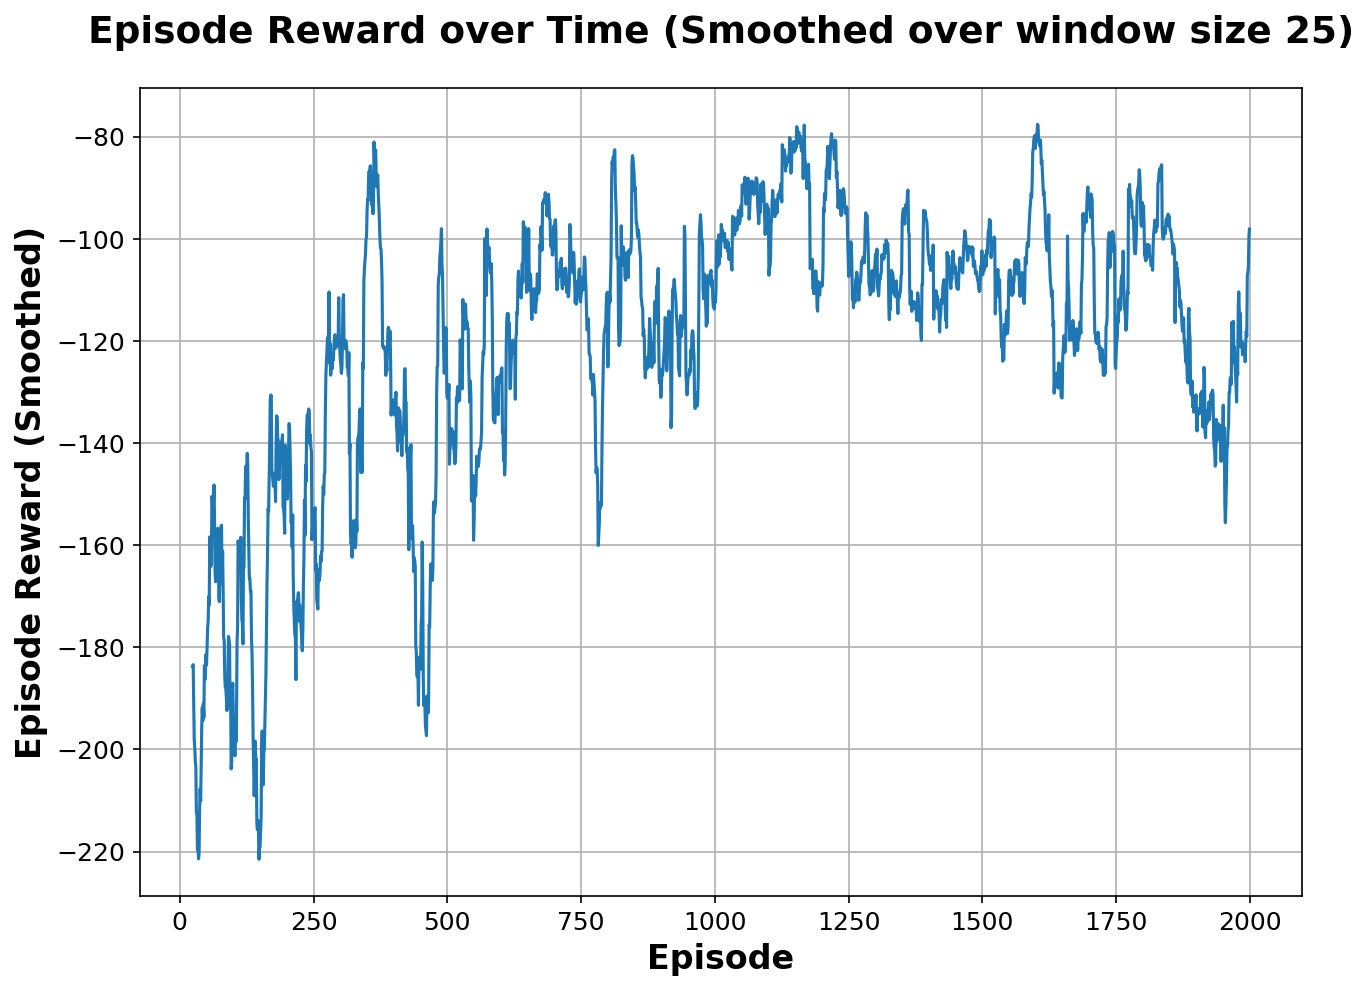 Episode Reward over Time (Smoothed over window size 25)
Episode Reward (Smoothed)
−80
−100
−120
−140
−160
−180
−200
−220
0 250 500 750 1000 1250 1500 1750 2000
Episode